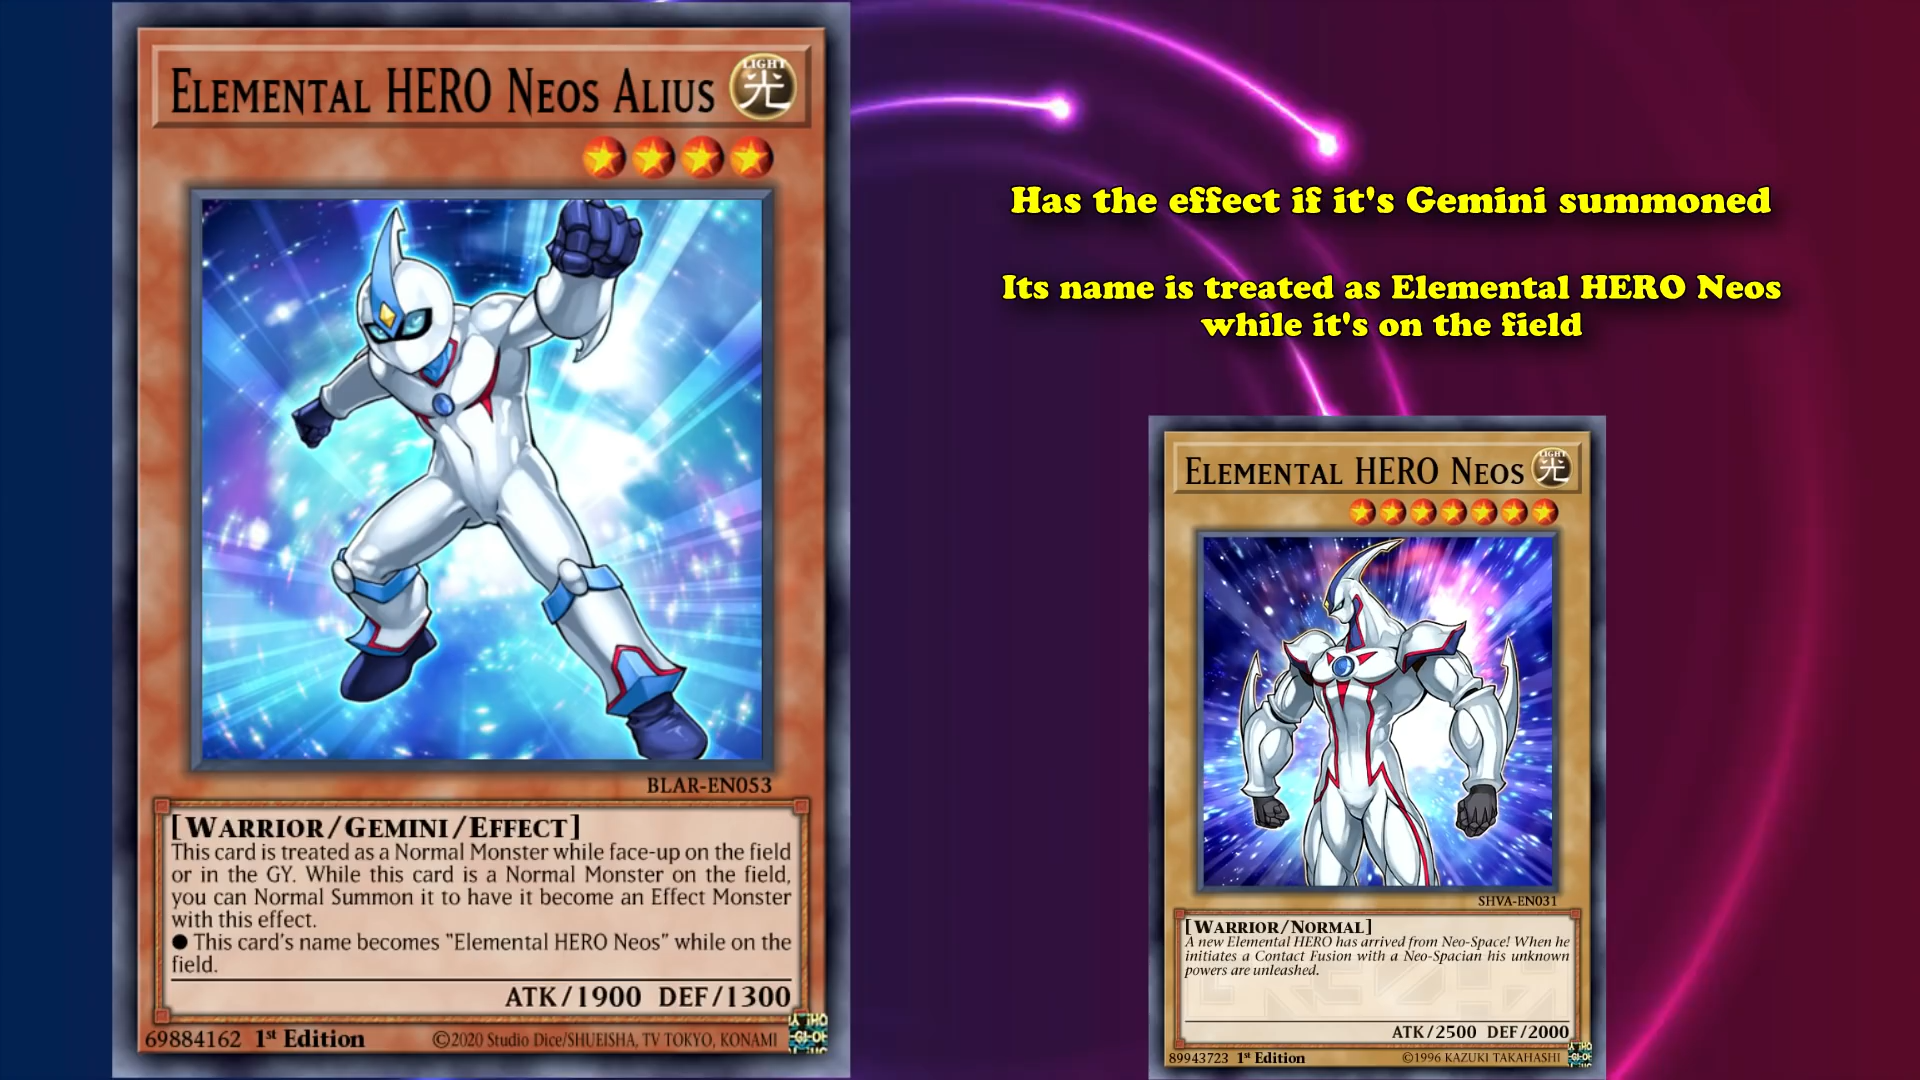 Elemental HERO Neos Alius
LIGHT
光
BLAR-EN053
[Warrior/Gemini/Effect]
This card is treated as a Normal Monster while face-up on the field
or in the GY. While this card is a Normal Monster on the field,
you can Normal Summon it to have it become an Effect Monster
with this effect.
● This card's name becomes "Elemental HERO Neos" while on the
field.
ATK/1900 DEF/1300
69884162 1st Edition ©2020 Studio Dice/SHUEISHA, TV TOKYO, KONAMI
Has the effect if it's Gemini summoned
Its name is treated as Elemental HERO Neos
while it's on the field
Elemental HERO Neos
LIGHT
光
SHVA-EN031
[Warrior/Normal]
A new Elemental HERO has arrived from Neo-Space! When he
initiates a Contact Fusion with a Neo-Spacian his unknown
powers are unleashed.
ATK/2500 DEF/2000
89943723 1st Edition ©1996 KAZUKI TAKAHASHI